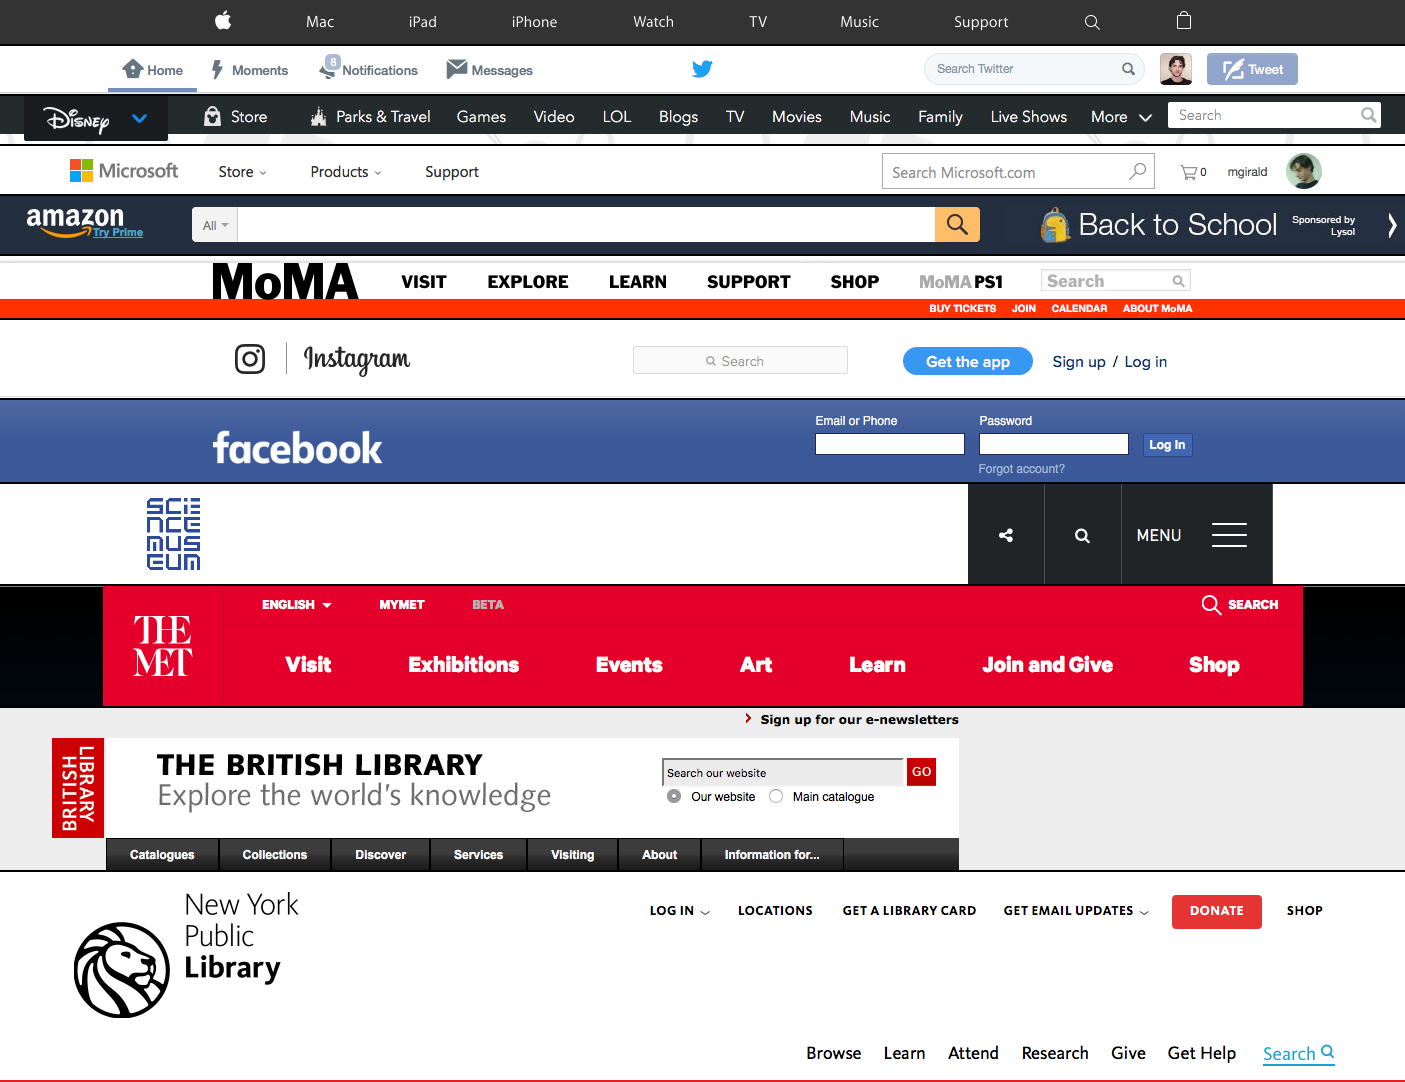 Mac iPad iPhone Watch TV Music Support
Home Moments 8 Notifications Messages Search Twitter Tweet
Disney Store Parks & Travel Games Video LOL Blogs TV Movies Music Family Live Shows More Search
Microsoft Store Products Support Search Microsoft.com 0 mgirald
amazon Try Prime All Back to School Sponsored by Lysol
MoMA VISIT EXPLORE LEARN SUPPORT SHOP MoMA PS1 Search
BUY TICKETS JOIN CALENDAR ABOUT MoMA
Instagram Search Get the app Sign up / Log in
Email or Phone Password
facebook Log In
Forgot account?
SCIENCE MUSEUM MENU
ENGLISH MYMET BETA SEARCH
THE MET Visit Exhibitions Events Art Learn Join and Give Shop
Sign up for our e-newsletters
LIBRARY BRITISH
THE BRITISH LIBRARY
Explore the world's knowledge
Search our website GO
Our website Main catalogue
Catalogues Collections Discover Services Visiting About Information for...
New York
Public
Library
LOG IN LOCATIONS GET A LIBRARY CARD GET EMAIL UPDATES DONATE SHOP
Browse Learn Attend Research Give Get Help Search